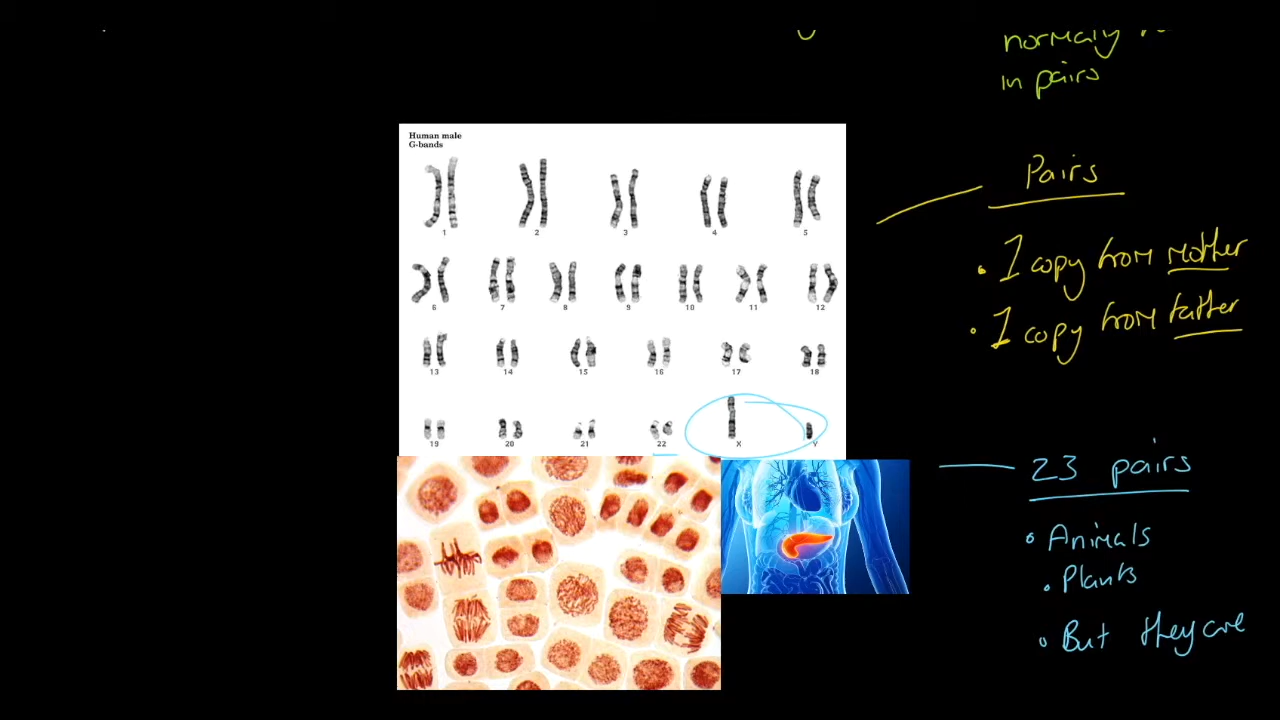 normally
in pairs
Human male
G-bands
Pairs
1 2 3 4 5
• 1 copy from mother
6 7 8 9 10 11 12
• 1 copy from father
13 14 15 16 17 18
19 20 21 22 X Y
23 pairs
• Animals
• Plants
• But they are